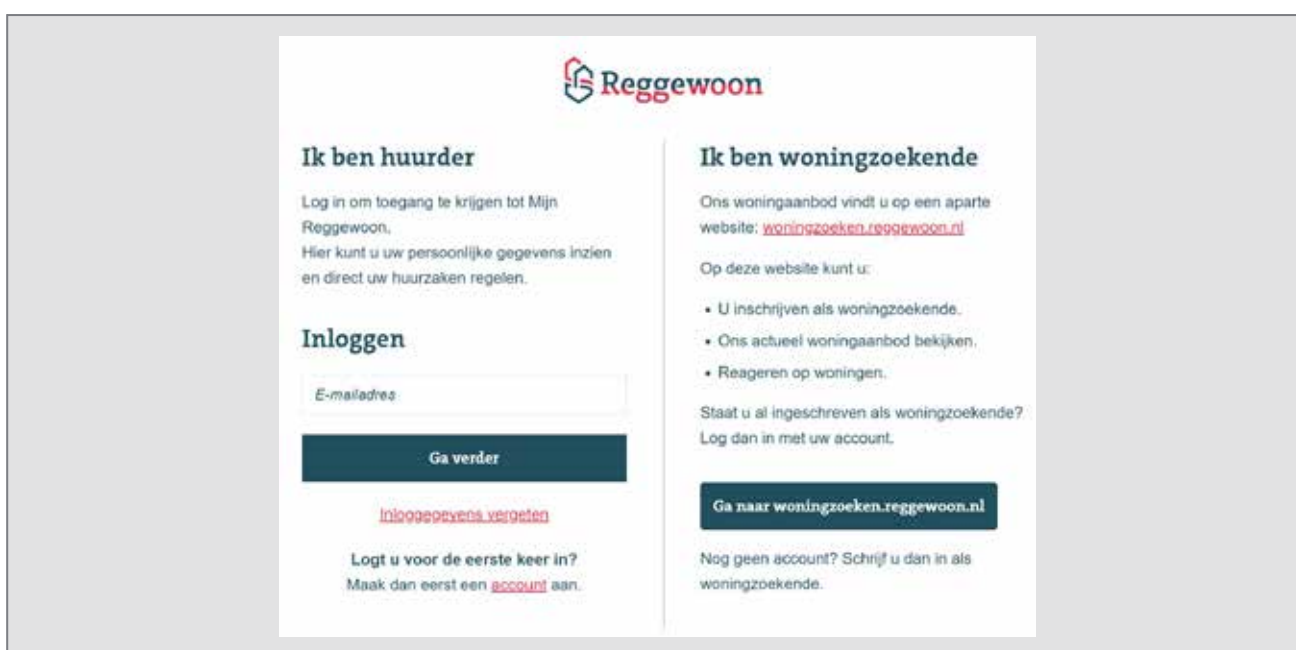 Reggewoon
Ik ben huurder
Log in om toegang te krijgen tot Mijn
Reggewoon.
Hier kunt u uw persoonlijke gegevens inzien
en direct uw huurzaken regelen.
Inloggen
E-mailadres
Ga verder
Inloggegevens vergeten
Logt u voor de eerste keer in?
Maak dan eerst een account aan.
Ik ben woningzoekende
Ons woningaanbod vindt u op een aparte
website: woningzoeken.reggewoon.nl
Op deze website kunt u:
• U inschrijven als woningzoekende.
• Ons actueel woningaanbod bekijken.
• Reageren op woningen.
Staat u al ingeschreven als woningzoekende?
Log dan in met uw account.
Ga naar woningzoeken.reggewoon.nl
Nog geen account? Schrijf u dan in als
woningzoekende.